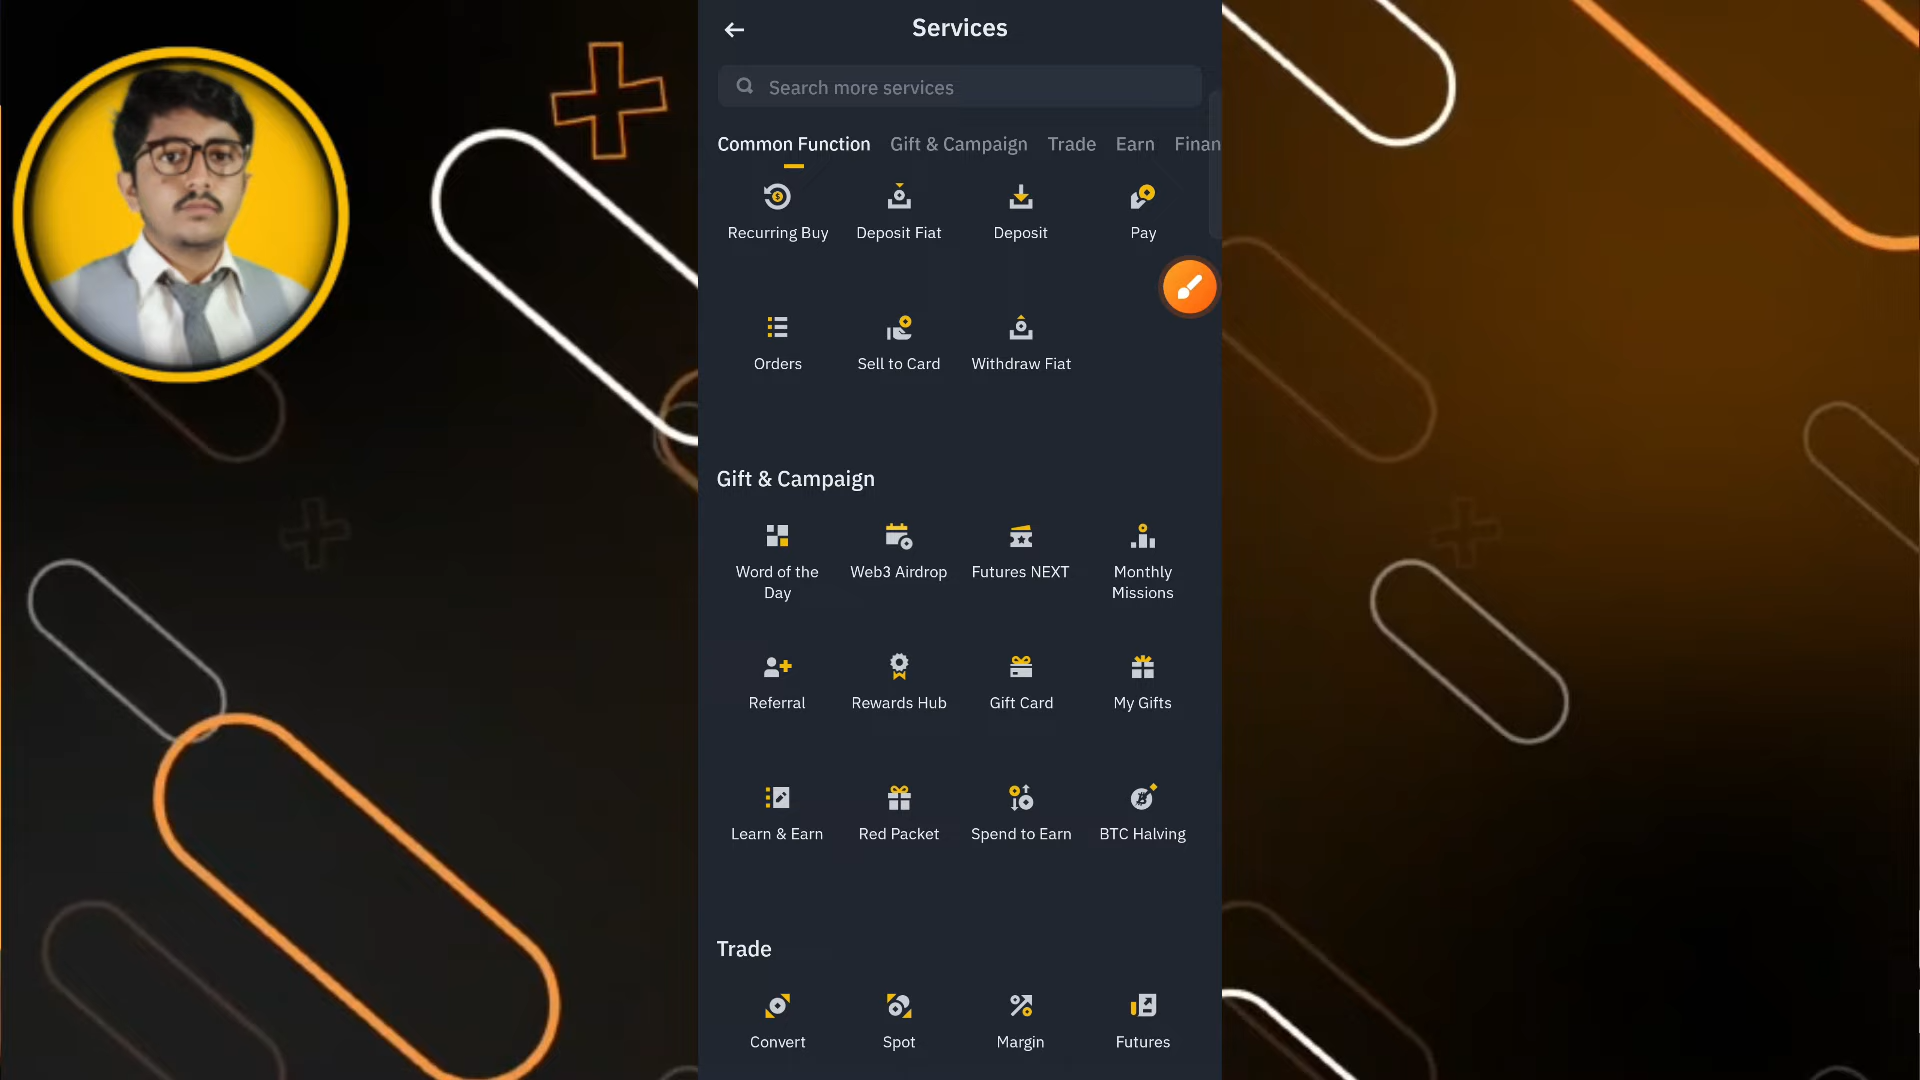 Services
Search more services
Common Function Gift & Campaign Trade Earn Finan
Recurring Buy Deposit Fiat Deposit Pay
Orders Sell to Card Withdraw Fiat
Gift & Campaign
Word of the Day Web3 Airdrop Futures NEXT Monthly Missions
Referral Rewards Hub Gift Card My Gifts
Learn & Earn Red Packet Spend to Earn BTC Halving
Trade
Convert Spot Margin Futures